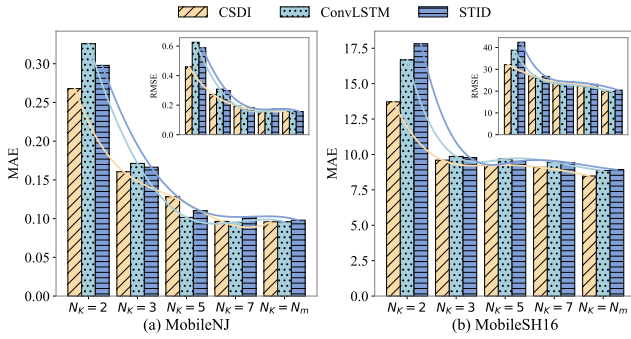 CSDI ConvLSTM STID
MAE
0.30
0.25
0.20
0.15
0.10
0.05
0.00
RMSE
0.6
0.4
0.2
0.0
N_K = 2 N_K = 3 N_K = 5 N_K = 7 N_K = N_m
(a) MobileNJ
MAE
17.5
15.0
12.5
10.0
7.5
5.0
2.5
0.0
RMSE
40
30
20
10
0
N_K = 2 N_K = 3 N_K = 5 N_K = 7 N_K = N_m
(b) MobileSH16